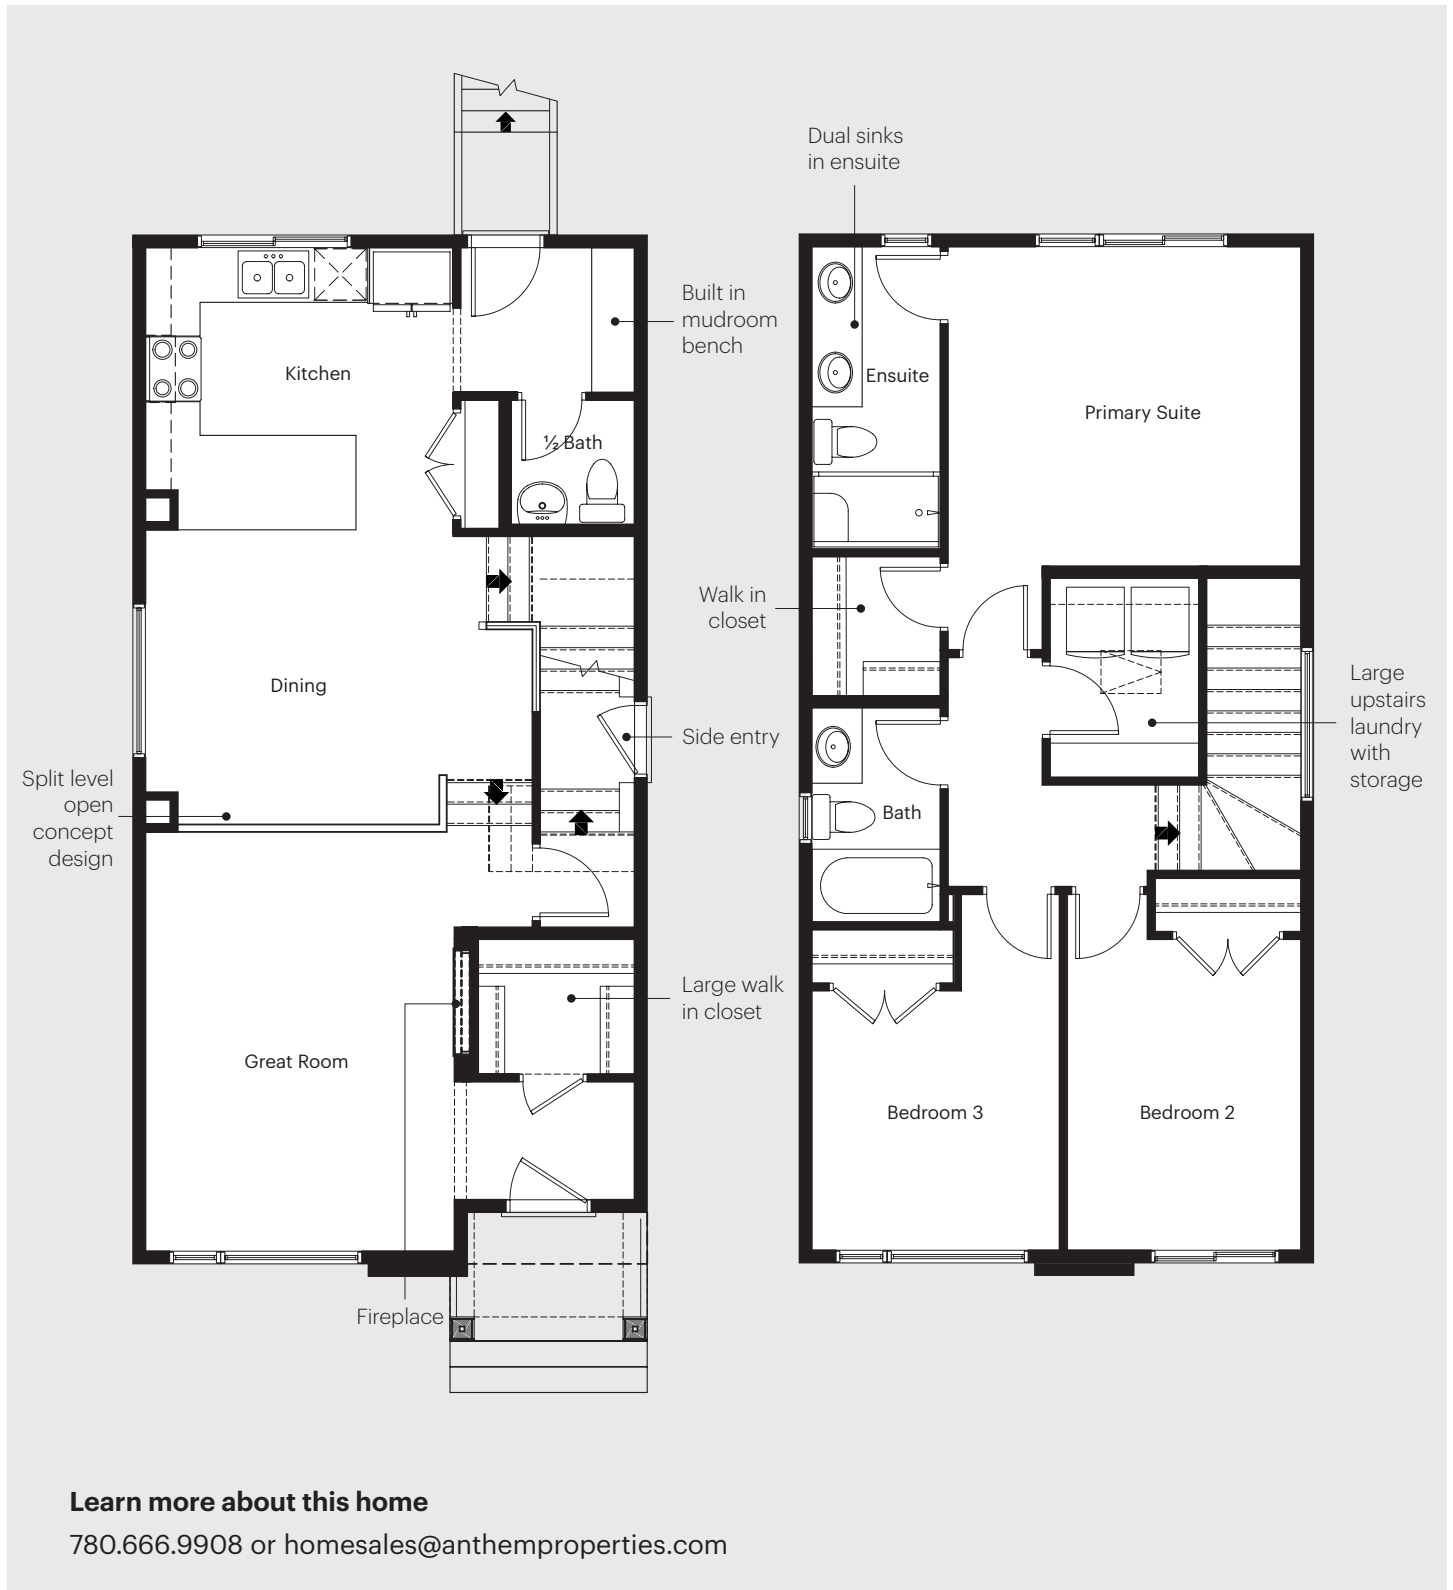 Dual sinks
in ensuite
Built in
mudroom
bench
Kitchen
½ Bath
Ensuite
Primary Suite
Walk in
closet
Dining
Side entry
Large
upstairs
laundry
with
storage
Split level
open
concept
design
Bath
Large walk
in closet
Great Room
Bedroom 3
Bedroom 2
Fireplace
Learn more about this home
780.666.9908 or homesales@anthemproperties.com